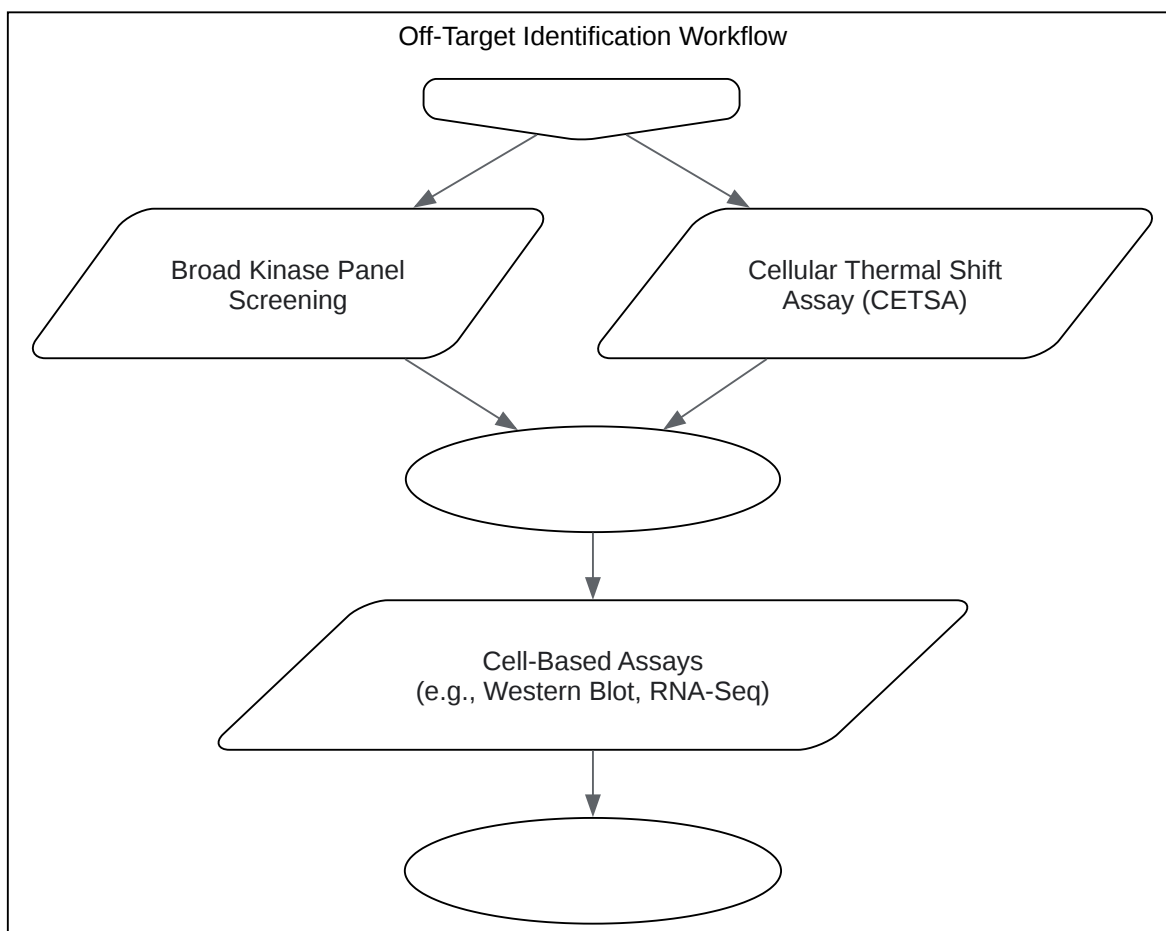 Off-Target Identification Workflow
Broad Kinase Panel
Screening
Cellular Thermal Shift
Assay (CETSA)
Cell-Based Assays
(e.g., Western Blot, RNA-Seq)